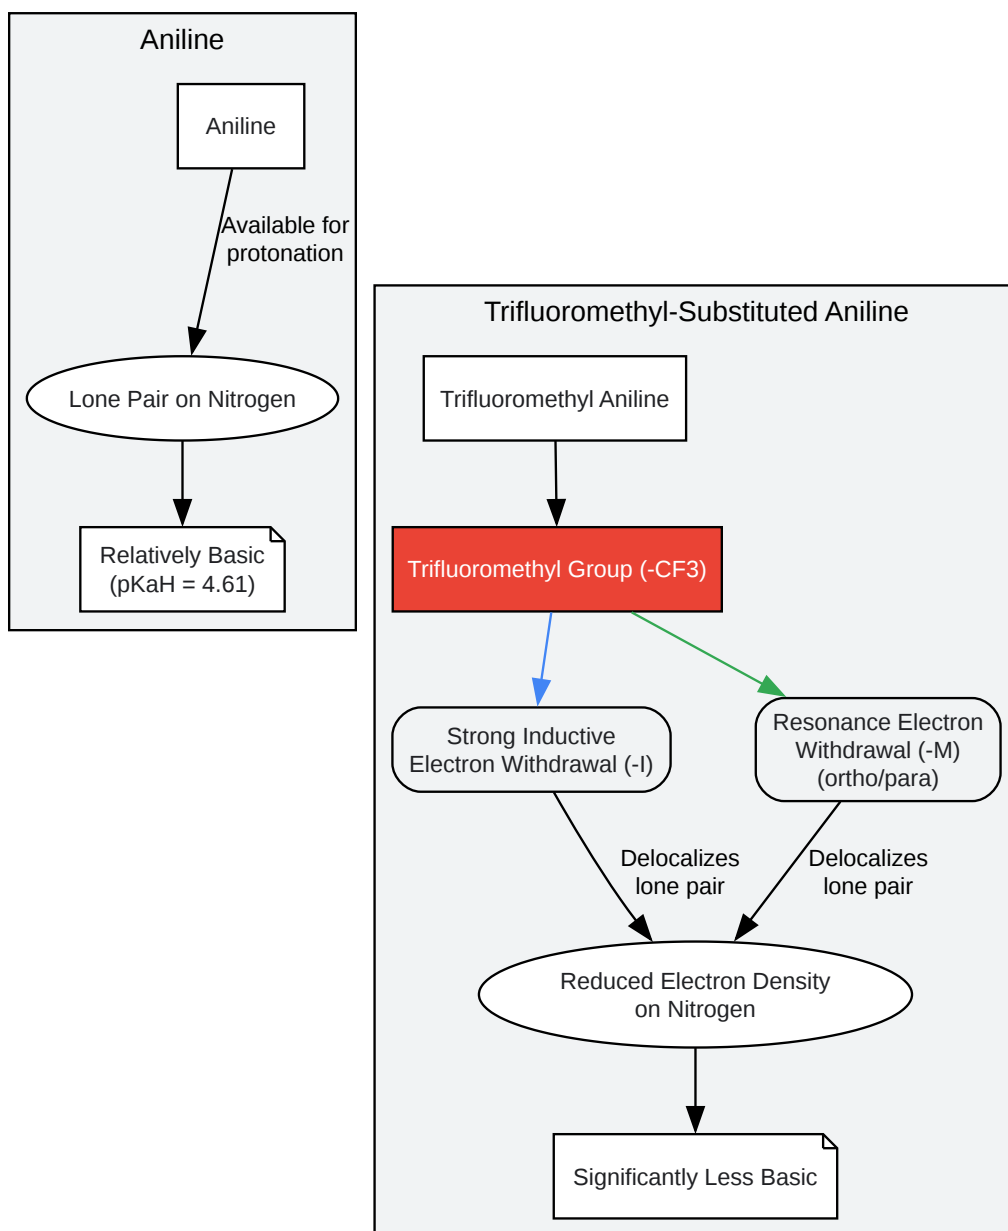 Aniline
Aniline
Available for
protonation
Lone Pair on Nitrogen
Relatively Basic
(pKaH = 4.61)
Trifluoromethyl-Substituted Aniline
Trifluoromethyl Aniline
Trifluoromethyl Group (-CF3)
Strong Inductive
Electron Withdrawal (-I)
Resonance Electron
Withdrawal (-M)
(ortho/para)
Delocalizes
lone pair
Delocalizes
lone pair
Reduced Electron Density
on Nitrogen
Significantly Less Basic